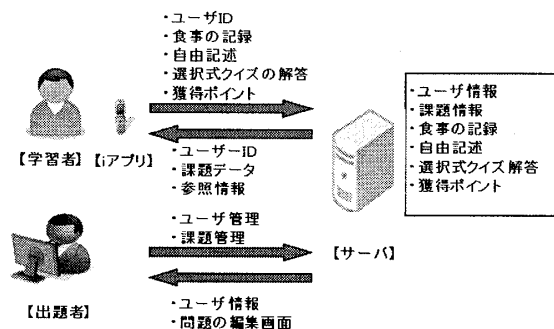 ・ユーザID
・食事の記録
・自由記述
・選択式クイズの解答
・獲得ポイント
【学習者】【iアプリ】
・ユーザーID
・課題データ
・参照情報
・ユーザ情報
・課題情報
・食事の記録
・自由記述
・選択式クイズ解答
・獲得ポイント
【サーバ】
・ユーザ管理
・課題管理
【出題者】
・ユーザ情報
・問題の編集画面